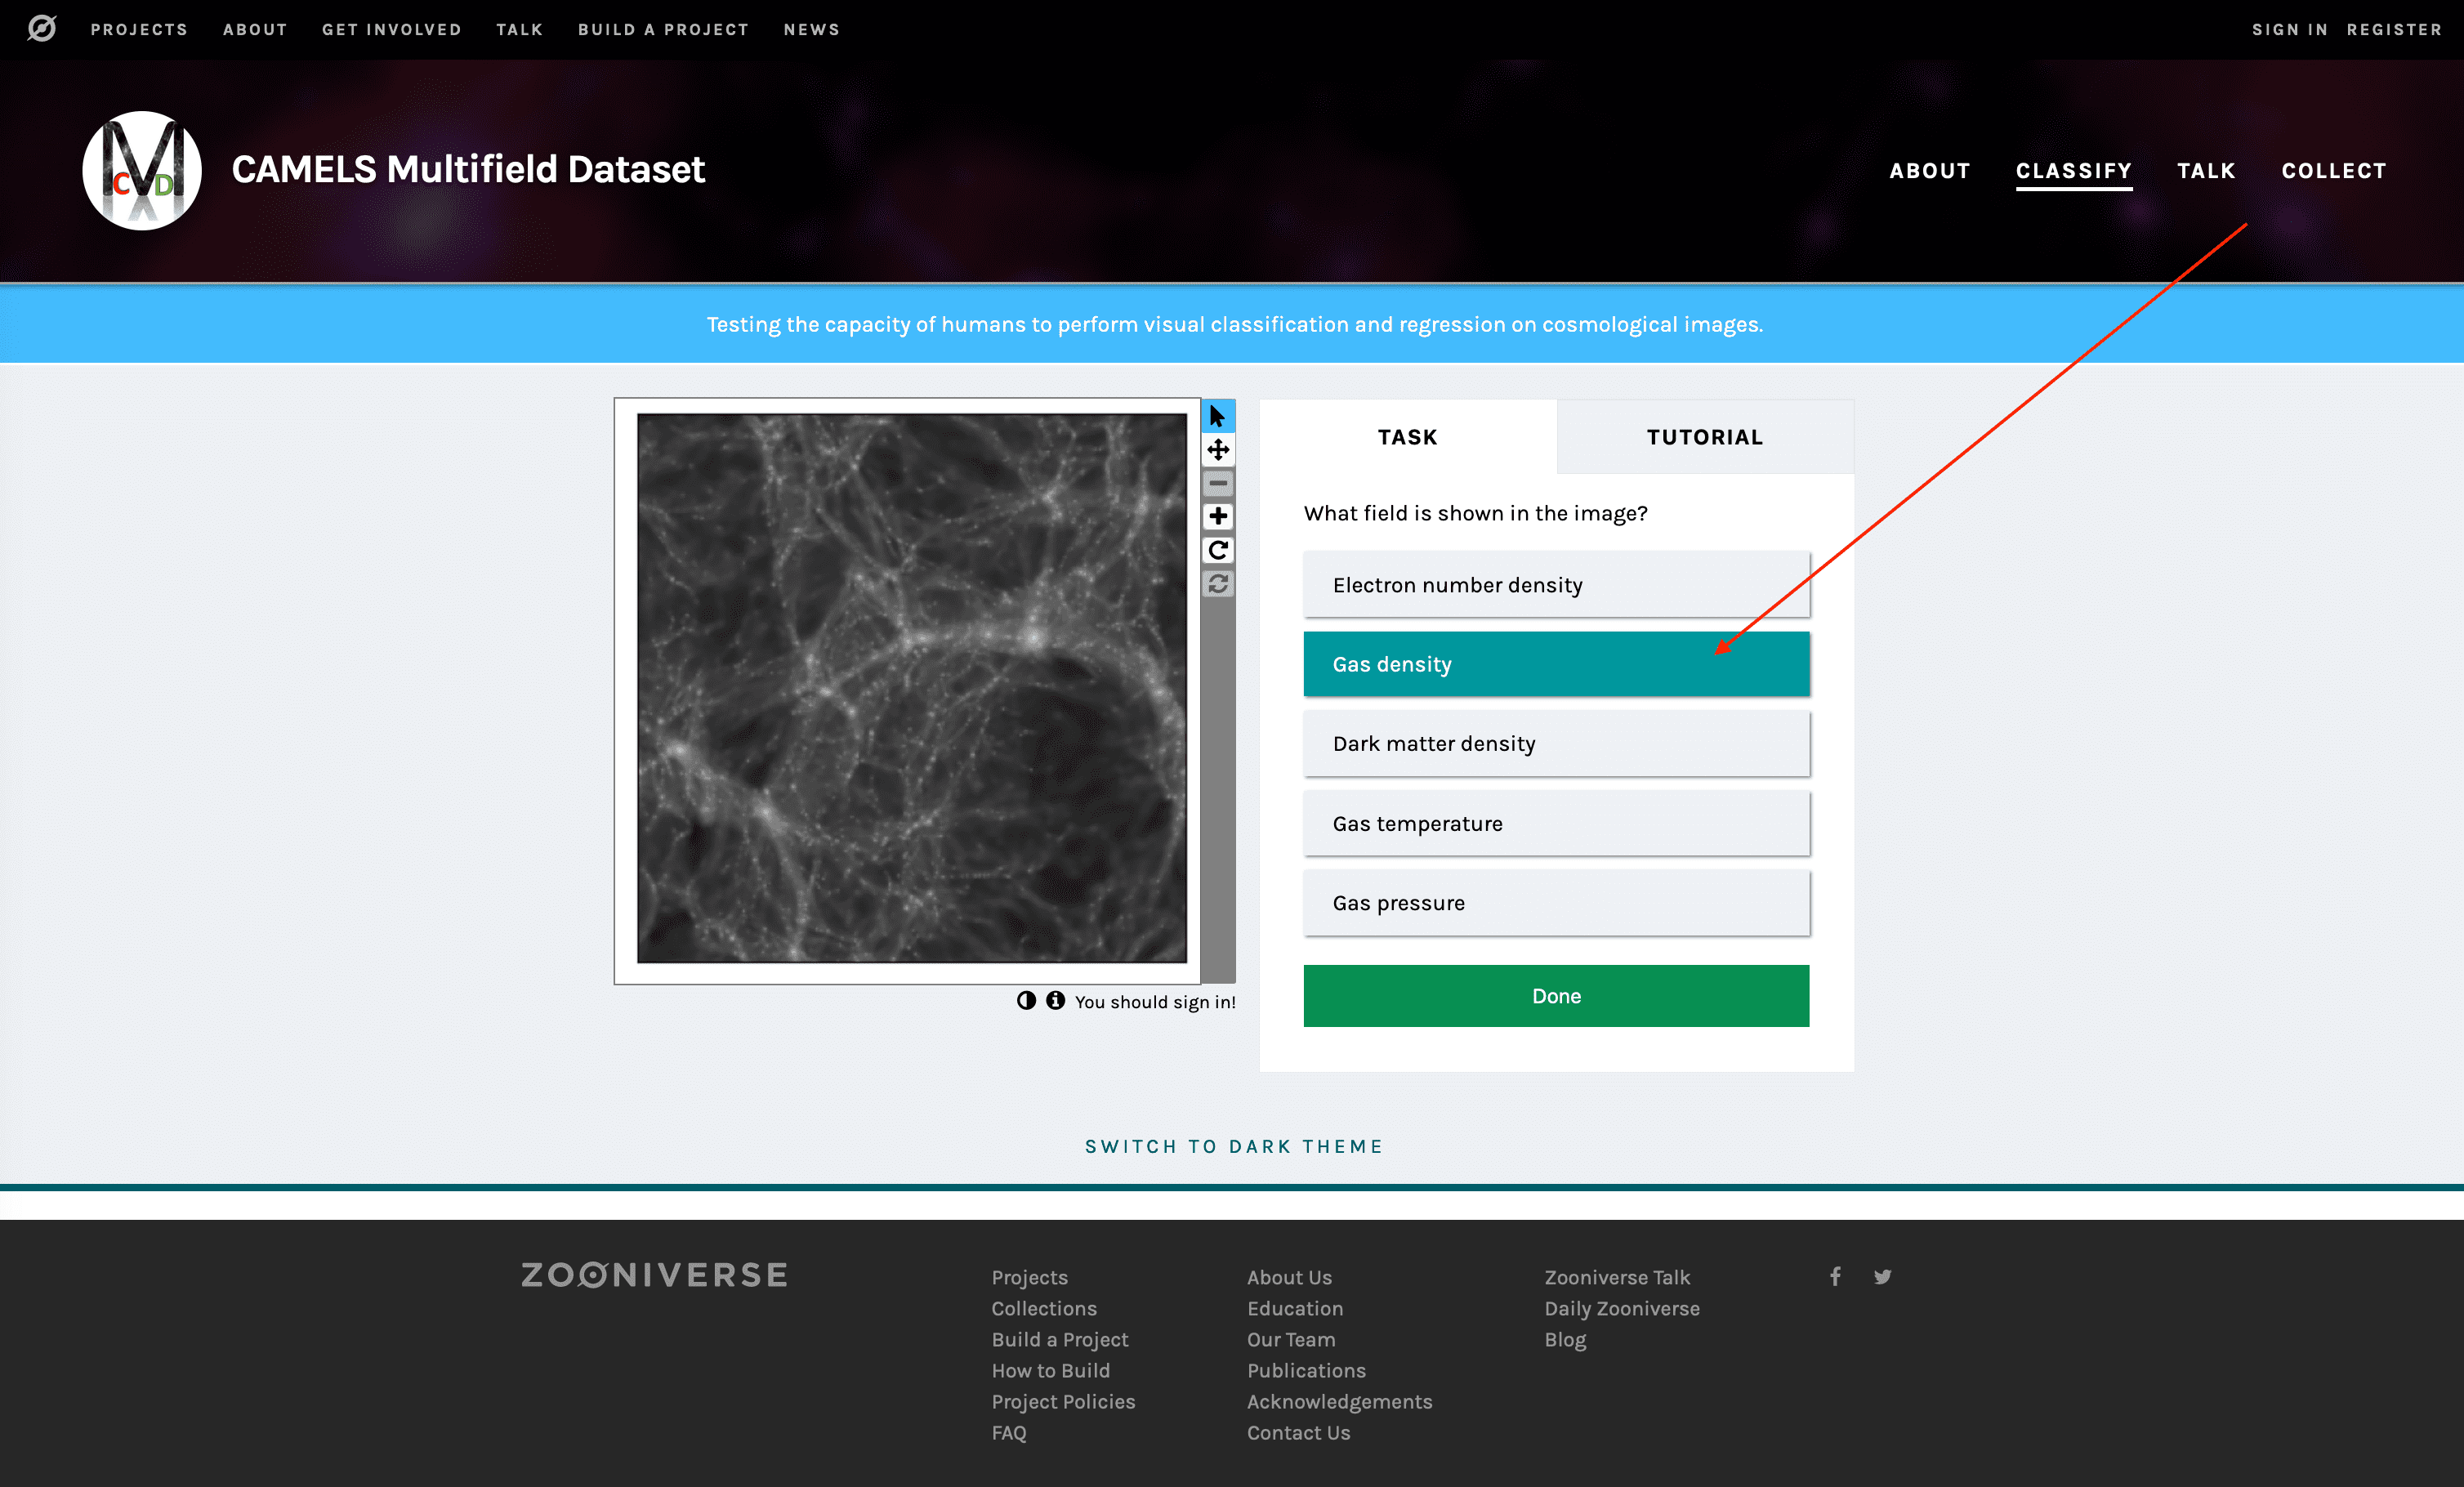 PROJECTS ABOUT GET INVOLVED TALK BUILD A PROJECT NEWS SIGN IN REGISTER
M
C D
CAMELS Multifield Dataset
ABOUT CLASSIFY TALK COLLECT
Testing the capacity of humans to perform visual classification and regression on cosmological images.
TASK TUTORIAL
What field is shown in the image?
Electron number density
Gas density
Dark matter density
Gas temperature
Gas pressure
Done
You should sign in!
SWITCH TO DARK THEME
ZOONIVERSE
Projects
Collections
Build a Project
How to Build
Project Policies
FAQ
About Us
Education
Our Team
Publications
Acknowledgements
Contact Us
Zooniverse Talk
Daily Zooniverse
Blog